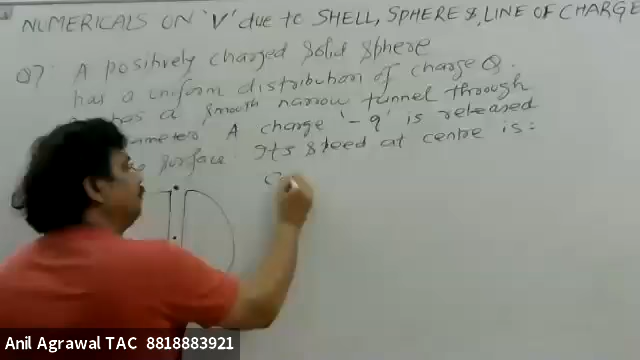 NUMERICALS ON 'V' due to SHELL, SPHERE &, LINE OF CHARGE
Q7. A positively charged solid sphere
has a uniform distribution of charge Q.
has a smooth narrow tunnel through
A charge '-q' is released
surface. Its speed at centre is:
Anil Agrawal TAC 8818883921